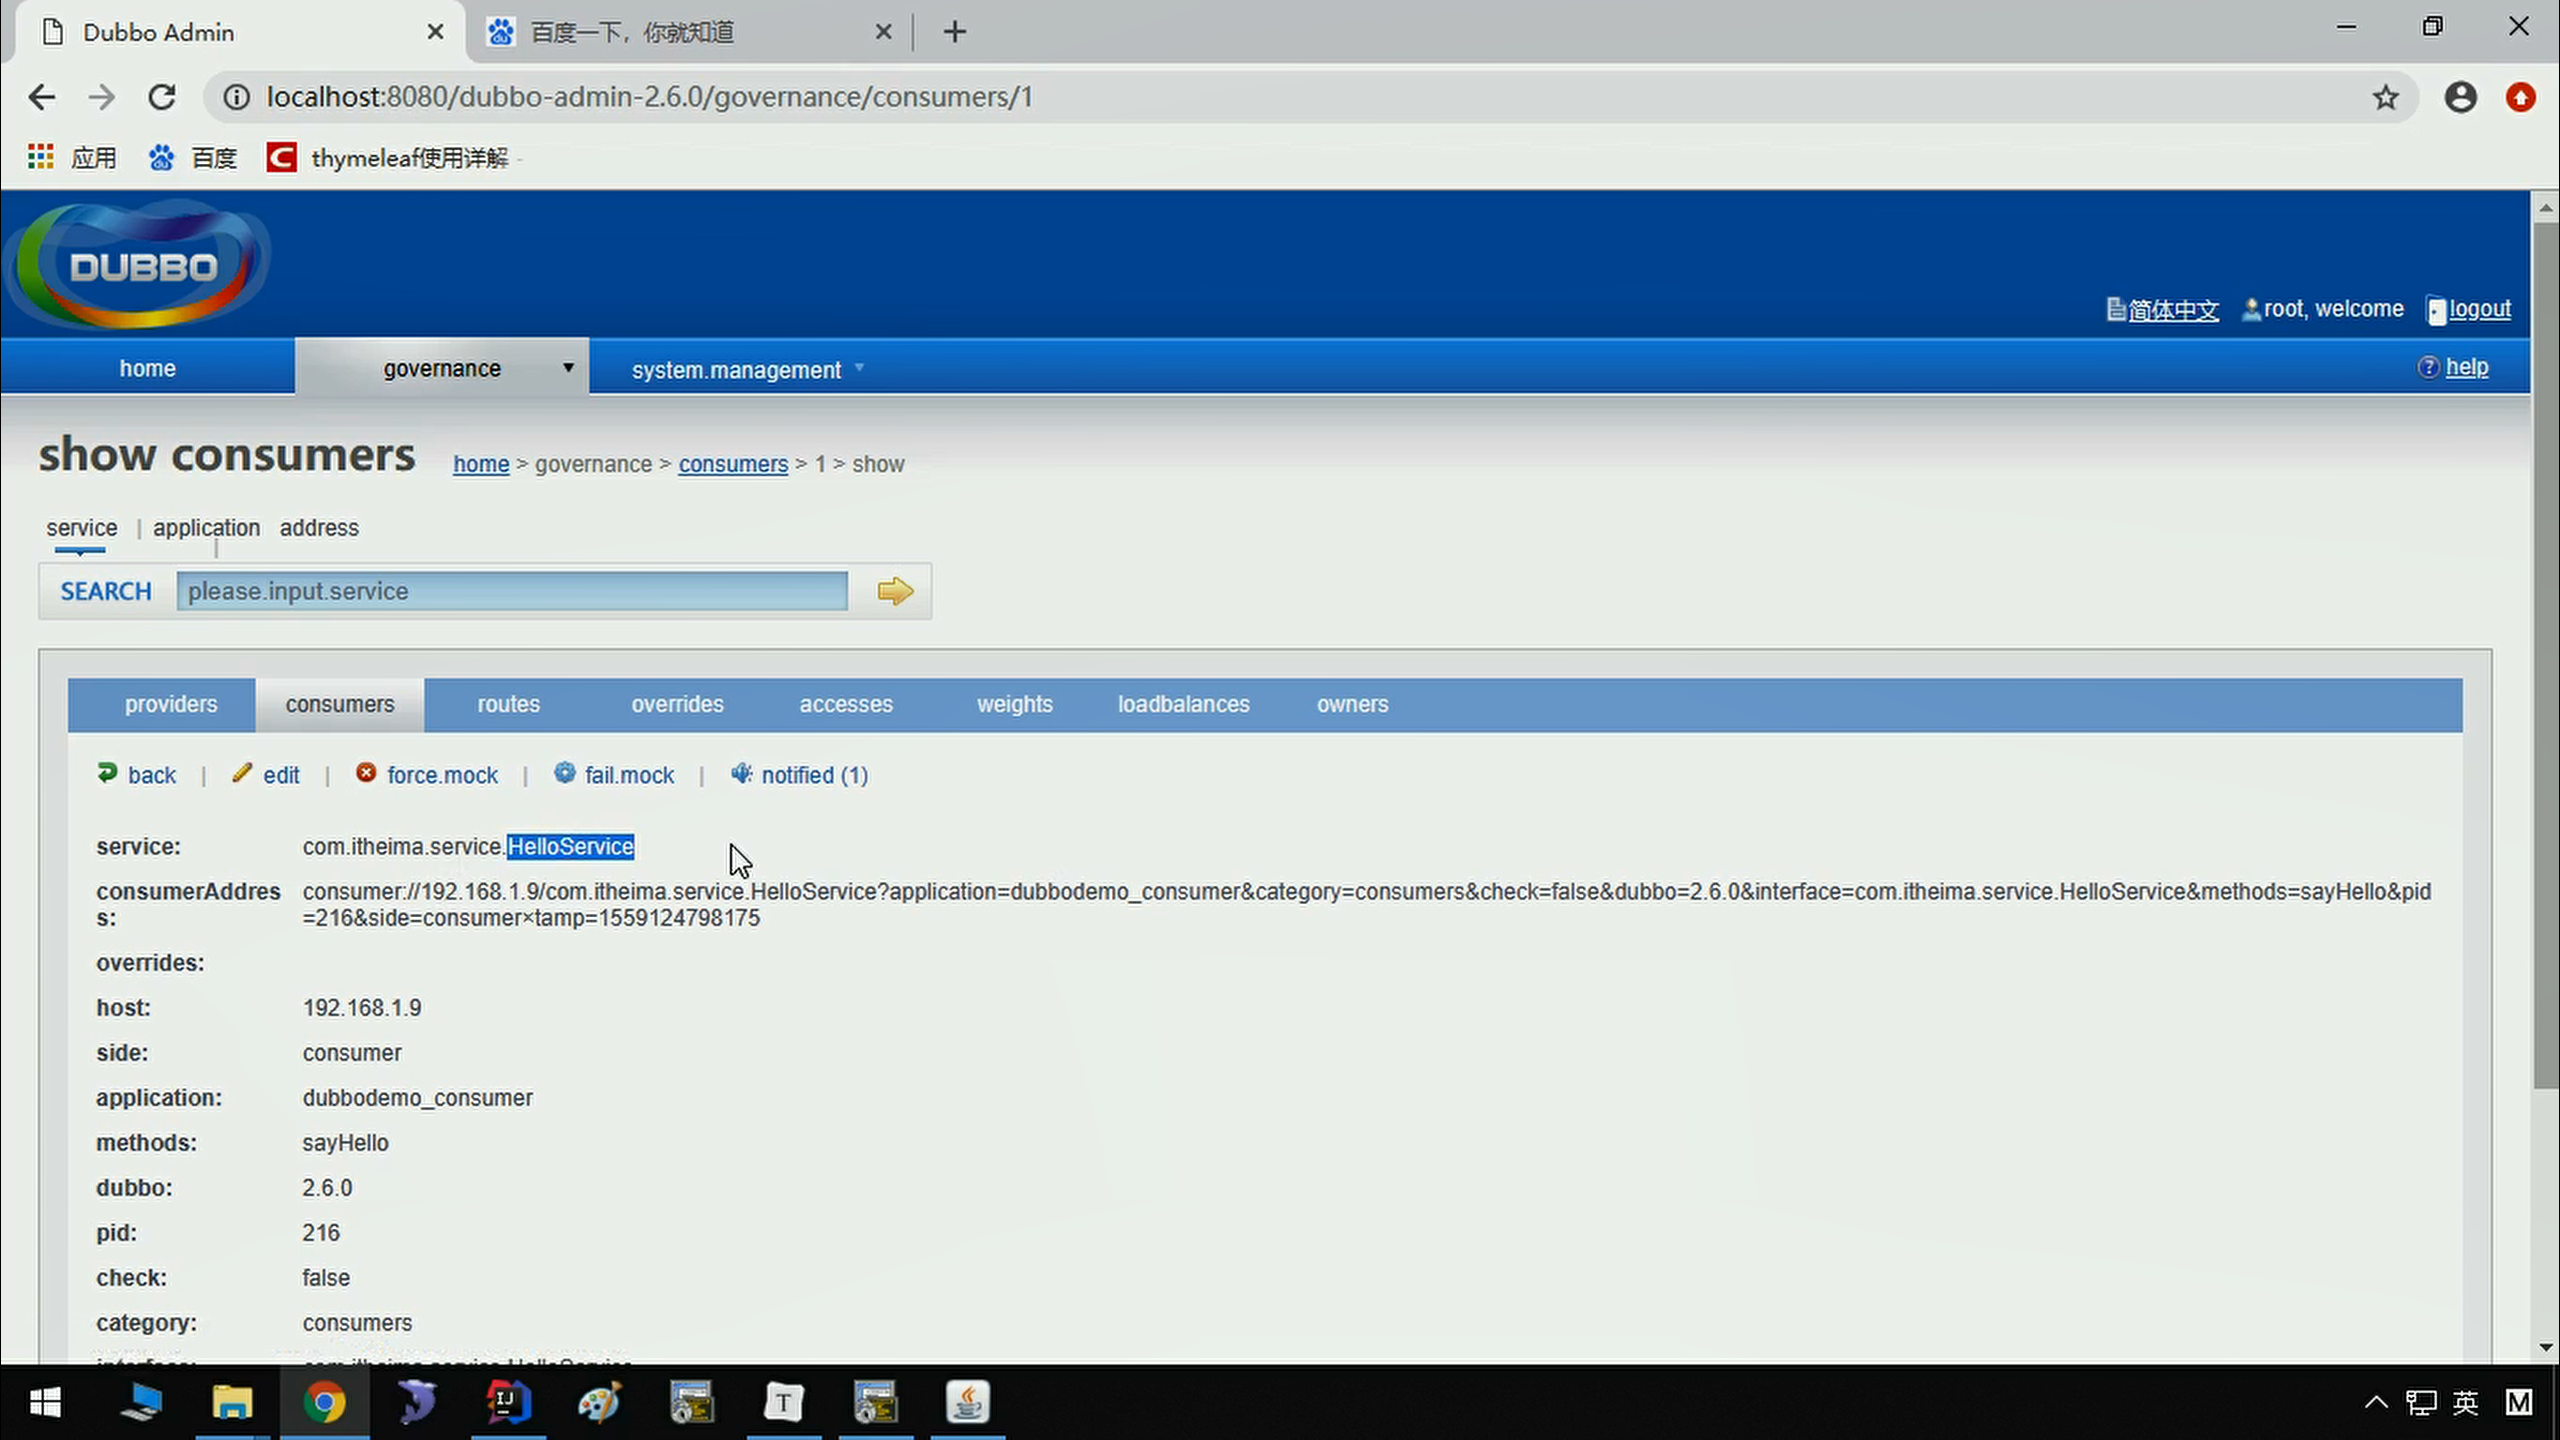 Dubbo Admin
百度一下，你就知道
localhost:8080/dubbo-admin-2.6.0/governance/consumers/1
应用 百度 thymeleaf使用详解 -
DUBBO
简体中文 root, welcome logout
home governance system.management help
show consumers home > governance > consumers > 1 > show
service | application | address
SEARCH please.input.service
providers consumers routes overrides accesses weights loadbalances owners
back | edit | force.mock | fail.mock | notified (1)
service: com.itheima.service.HelloService
consumerAddres consumer://192.168.1.9/com.itheima.service.HelloService?application=dubbodemo_consumer&category=consumers&check=false&dubbo=2.6.0&interface=com.itheima.service.HelloService&methods=sayHello&pid
s: =216&side=consumer×tamp=1559124798175
overrides:
host: 192.168.1.9
side: consumer
application: dubbodemo_consumer
methods: sayHello
dubbo: 2.6.0
pid: 216
check: false
category: consumers
interface: com.itheima.service.HelloService
英 M